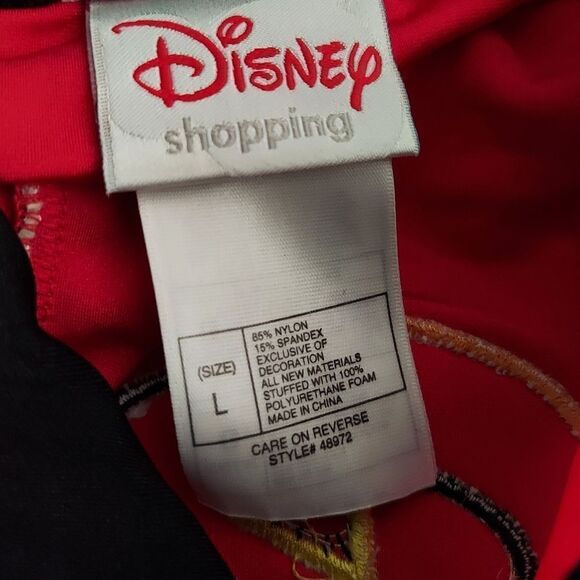 Disney
shopping
(SIZE)
L
85% NYLON
15% SPANDEX
EXCLUSIVE OF
DECORATION
ALL NEW MATERIALS
STUFFED WITH 100%
POLYURETHANE FOAM
MADE IN CHINA
CARE ON REVERSE
STYLE# 48972